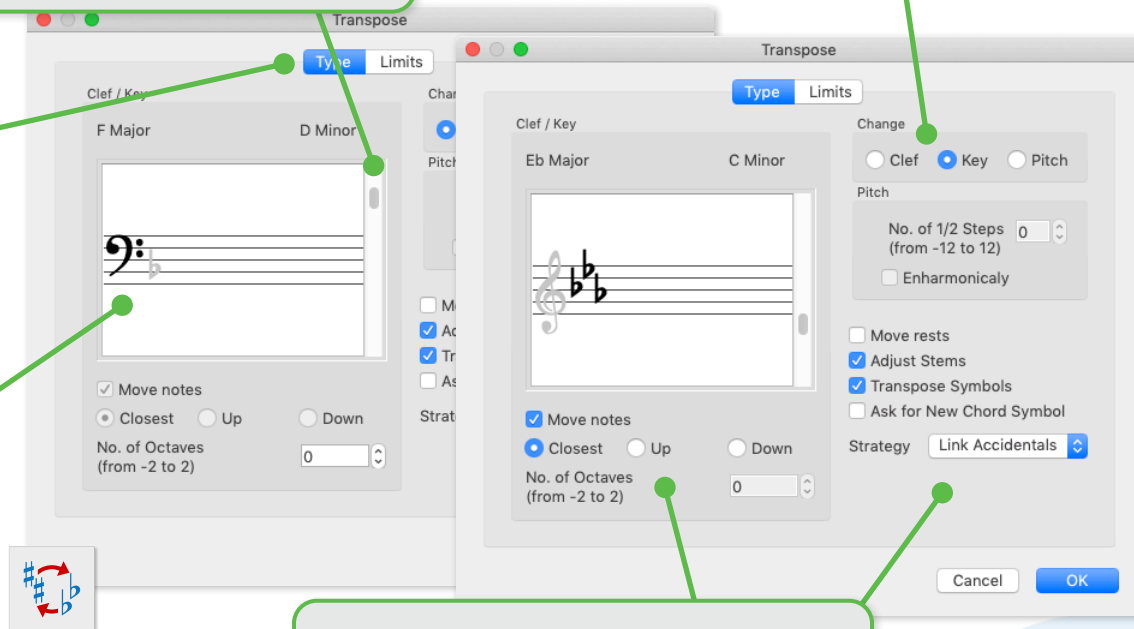 Transpose
Type Limits
Clef / Key
F Major D Minor
Move notes
Closest Up Down
No. of Octaves
(from -2 to 2)
0
Transpose
Type Limits
Clef / Key
Eb Major C Minor
Move notes
Closest Up Down
No. of Octaves
(from -2 to 2)
0
Change
Clef Key Pitch
Pitch
No. of 1/2 Steps
(from -12 to 12)
0
Enharmonicaly
Move rests
Adjust Stems
Transpose Symbols
Ask for New Chord Symbol
Strategy Link Accidentals
Cancel OK